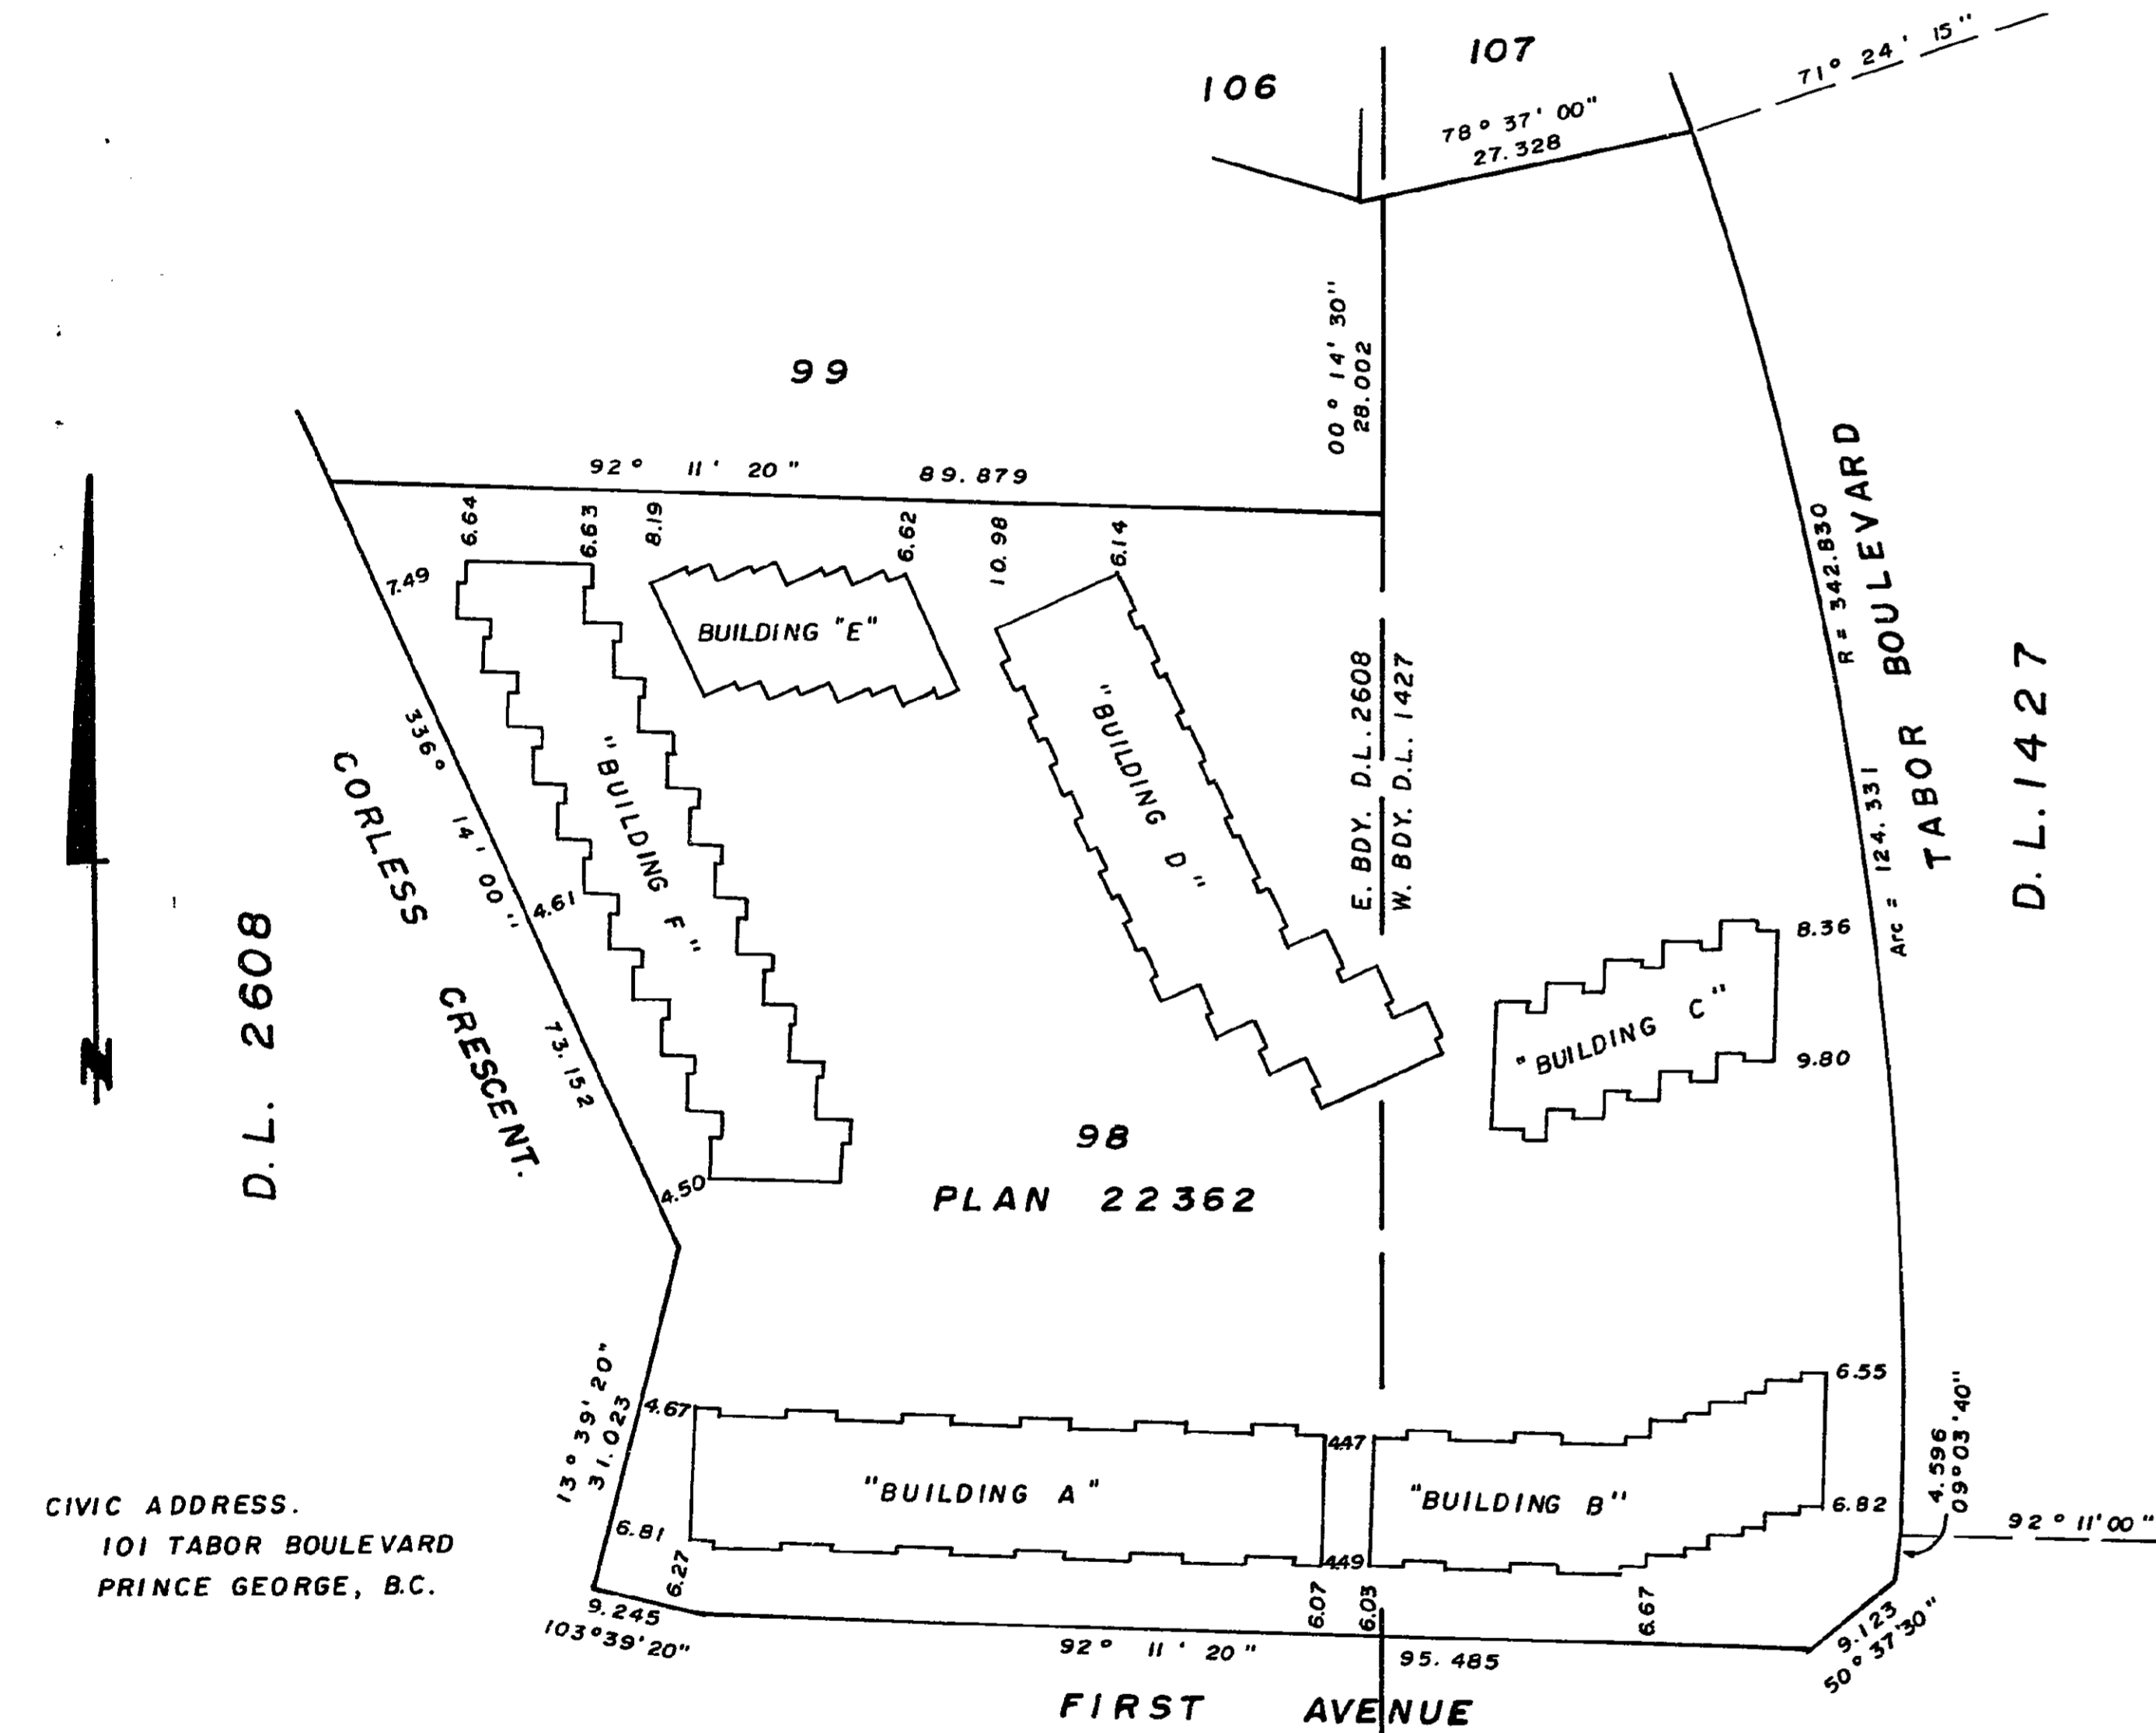 107
106
71° 24' 15"
78° 37' 00"
27.328
00° 14' 30"
28.002
99
92° 11' 20" 89.879
6.64
6.63
8.19
6.62
10.98
6.14
7.49
BUILDING "E"
R = 342.830
TABOR BOULEVARD
D.L. 1427
E. BDY. D.L. 2608
W. BDY. D.L. 1427
"BUILDING D"
"BUILDING F"
336° 14' 00"
73.152
CORLESS CRESCENT.
4.61
Arc = 124.331
8.36
"BUILDING C"
9.80
D.L. 2608
N
98
PLAN 22362
4.50
13° 39' 20"
31.023
4.67
4.47
6.55
"BUILDING A"
"BUILDING B"
6.82
4.596
09° 03' 40"
92° 11' 00"
6.81
6.27
4.49
6.07
6.03
6.67
CIVIC ADDRESS.
101 TABOR BOULEVARD
PRINCE GEORGE, B.C.
9.245
103° 39' 20"
92° 11' 20" 95.485
9.123
50° 37' 30"
FIRST AVENUE